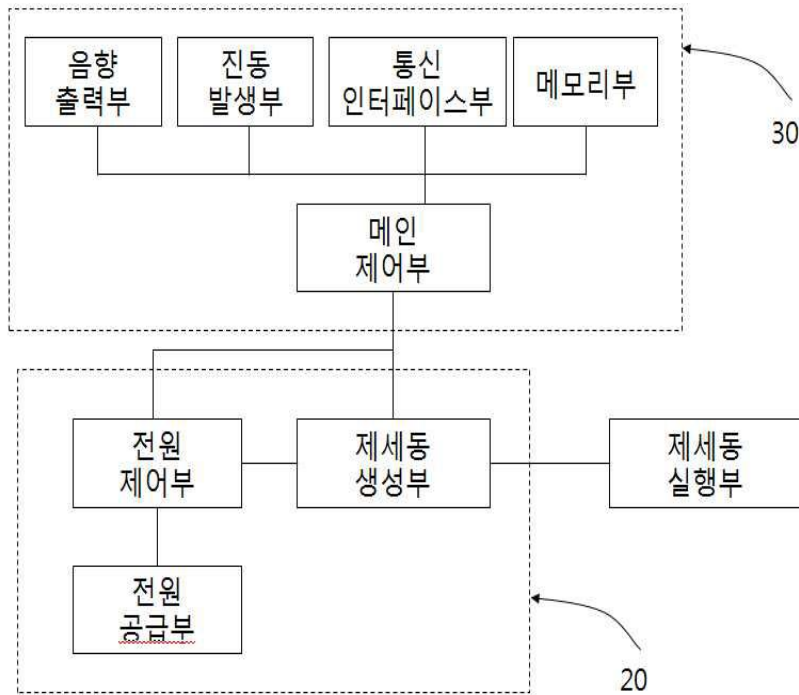 음향
출력부
진동
발생부
통신
인터페이스부
메모리부
30
메인
제어부
전원
제어부
제세동
생성부
제세동
실행부
전원
공급부
20